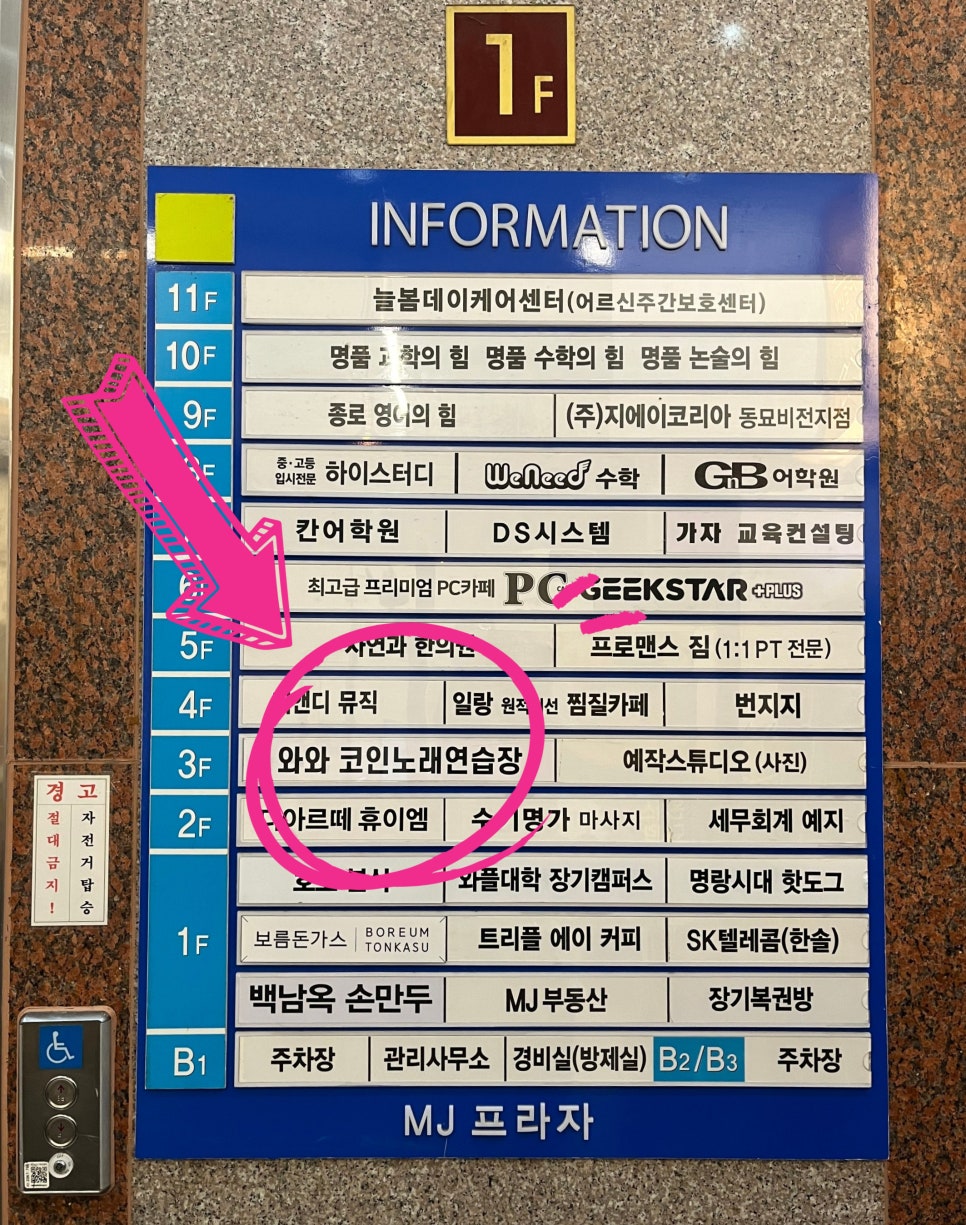 1F
INFORMATION
11F 늘봄데이케어센터(어르신주간보호센터)
10F 명품 과학의 힘 명품 수학의 힘 명품 논술의 힘
9F 종로 영어의 힘 (주)지에이코리아 동묘비전지점
중·고등 입시전문 하이스터디 WeNeed 수학 GnB어학원
칸어학원 DS시스템 가자 교육컨설팅
최고급 프리미엄 PC카페 PC GEEKSTAR +PLUS
5F 자연과 한의원 프로맨스 짐 (1:1 PT 전문)
4F 뮤직 일랑 찜질카페 번지지
3F 와와 코인노래연습장 예작스튜디오 (사진)
2F 휴이엠 마사지 세무회계 예지
와플대학 장기캠퍼스 명랑시대 핫도그
1F 보름돈가스 BOREUM TONKASU 트리플 에이 커피 SK텔레콤(한솔)
백남옥 손만두 MJ부동산 장기복권방
B1 주차장 관리사무소 경비실(방제실) B2/B3 주차장
MJ 프라자
경고
절대금지!
자전거탑승